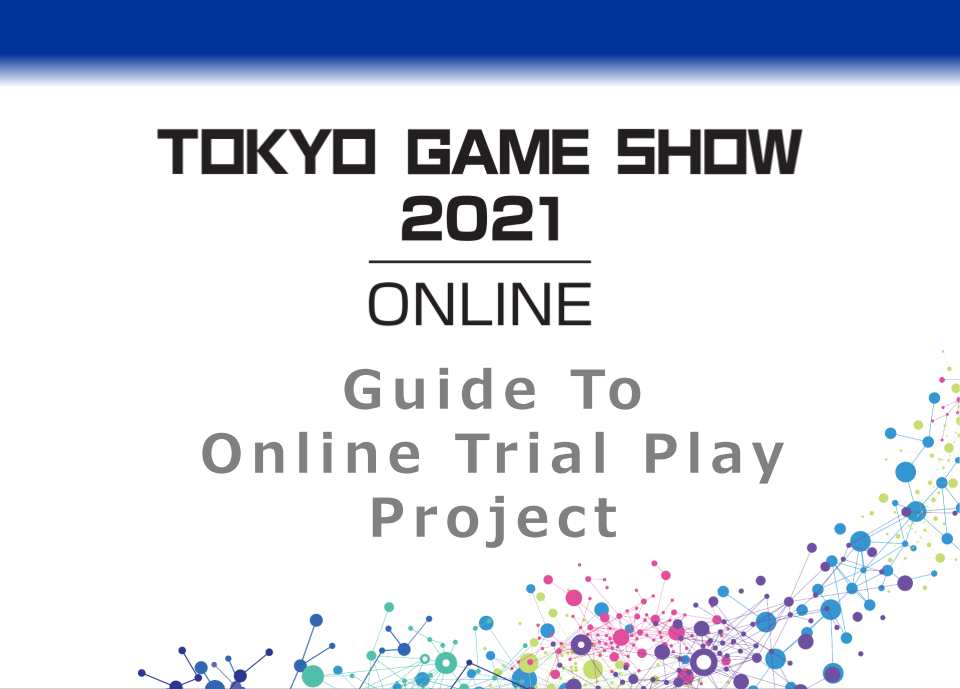 TOKYO GAME SHOW
2021
ONLINE
Guide To
Online Trial Play
Project